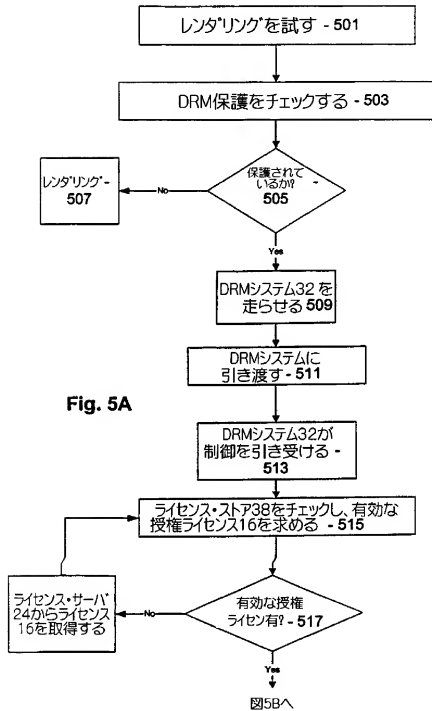 レンダリングを試す - 501
DRM保護をチェックする - 503
保護されて
いるか?
505
No
レンダリング -
507
Yes
DRMシステム32を
走らせる 509
DRMシステムに
引き渡す - 511
Fig. 5A
DRMシステム32が
制御を引き受ける -
513
ライセンス・ストア38をチェックし、有効な
授権ライセンス16を求める - 515
有効な授権 - 517
ライセン有?
No
ライセンス・サーバ
24からライセンス
16を取得する
Yes
図5Bへ